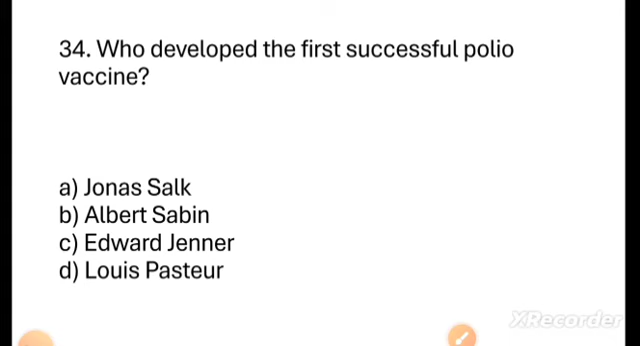 34. Who developed the first successful polio
vaccine?
a) Jonas Salk
b) Albert Sabin
c) Edward Jenner
d) Louis Pasteur
XRecorder